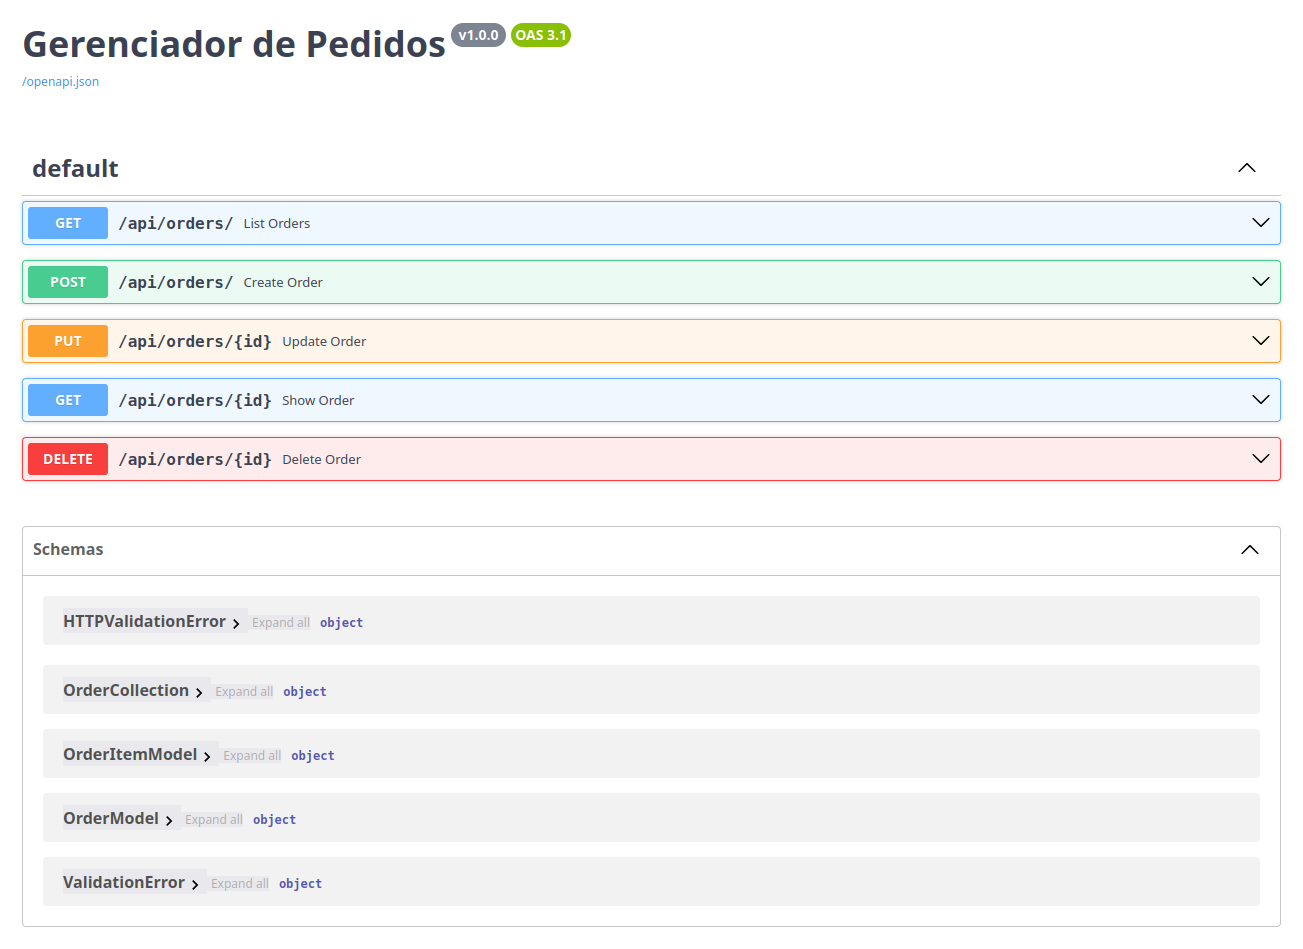 Gerenciador de Pedidos v1.0.0 OAS 3.1
/openapi.json
default
GET /api/orders/ List Orders
POST /api/orders/ Create Order
PUT /api/orders/{id} Update Order
GET /api/orders/{id} Show Order
DELETE /api/orders/{id} Delete Order
Schemas
HTTPValidationError Expand all object
OrderCollection Expand all object
OrderItemModel Expand all object
OrderModel Expand all object
ValidationError Expand all object